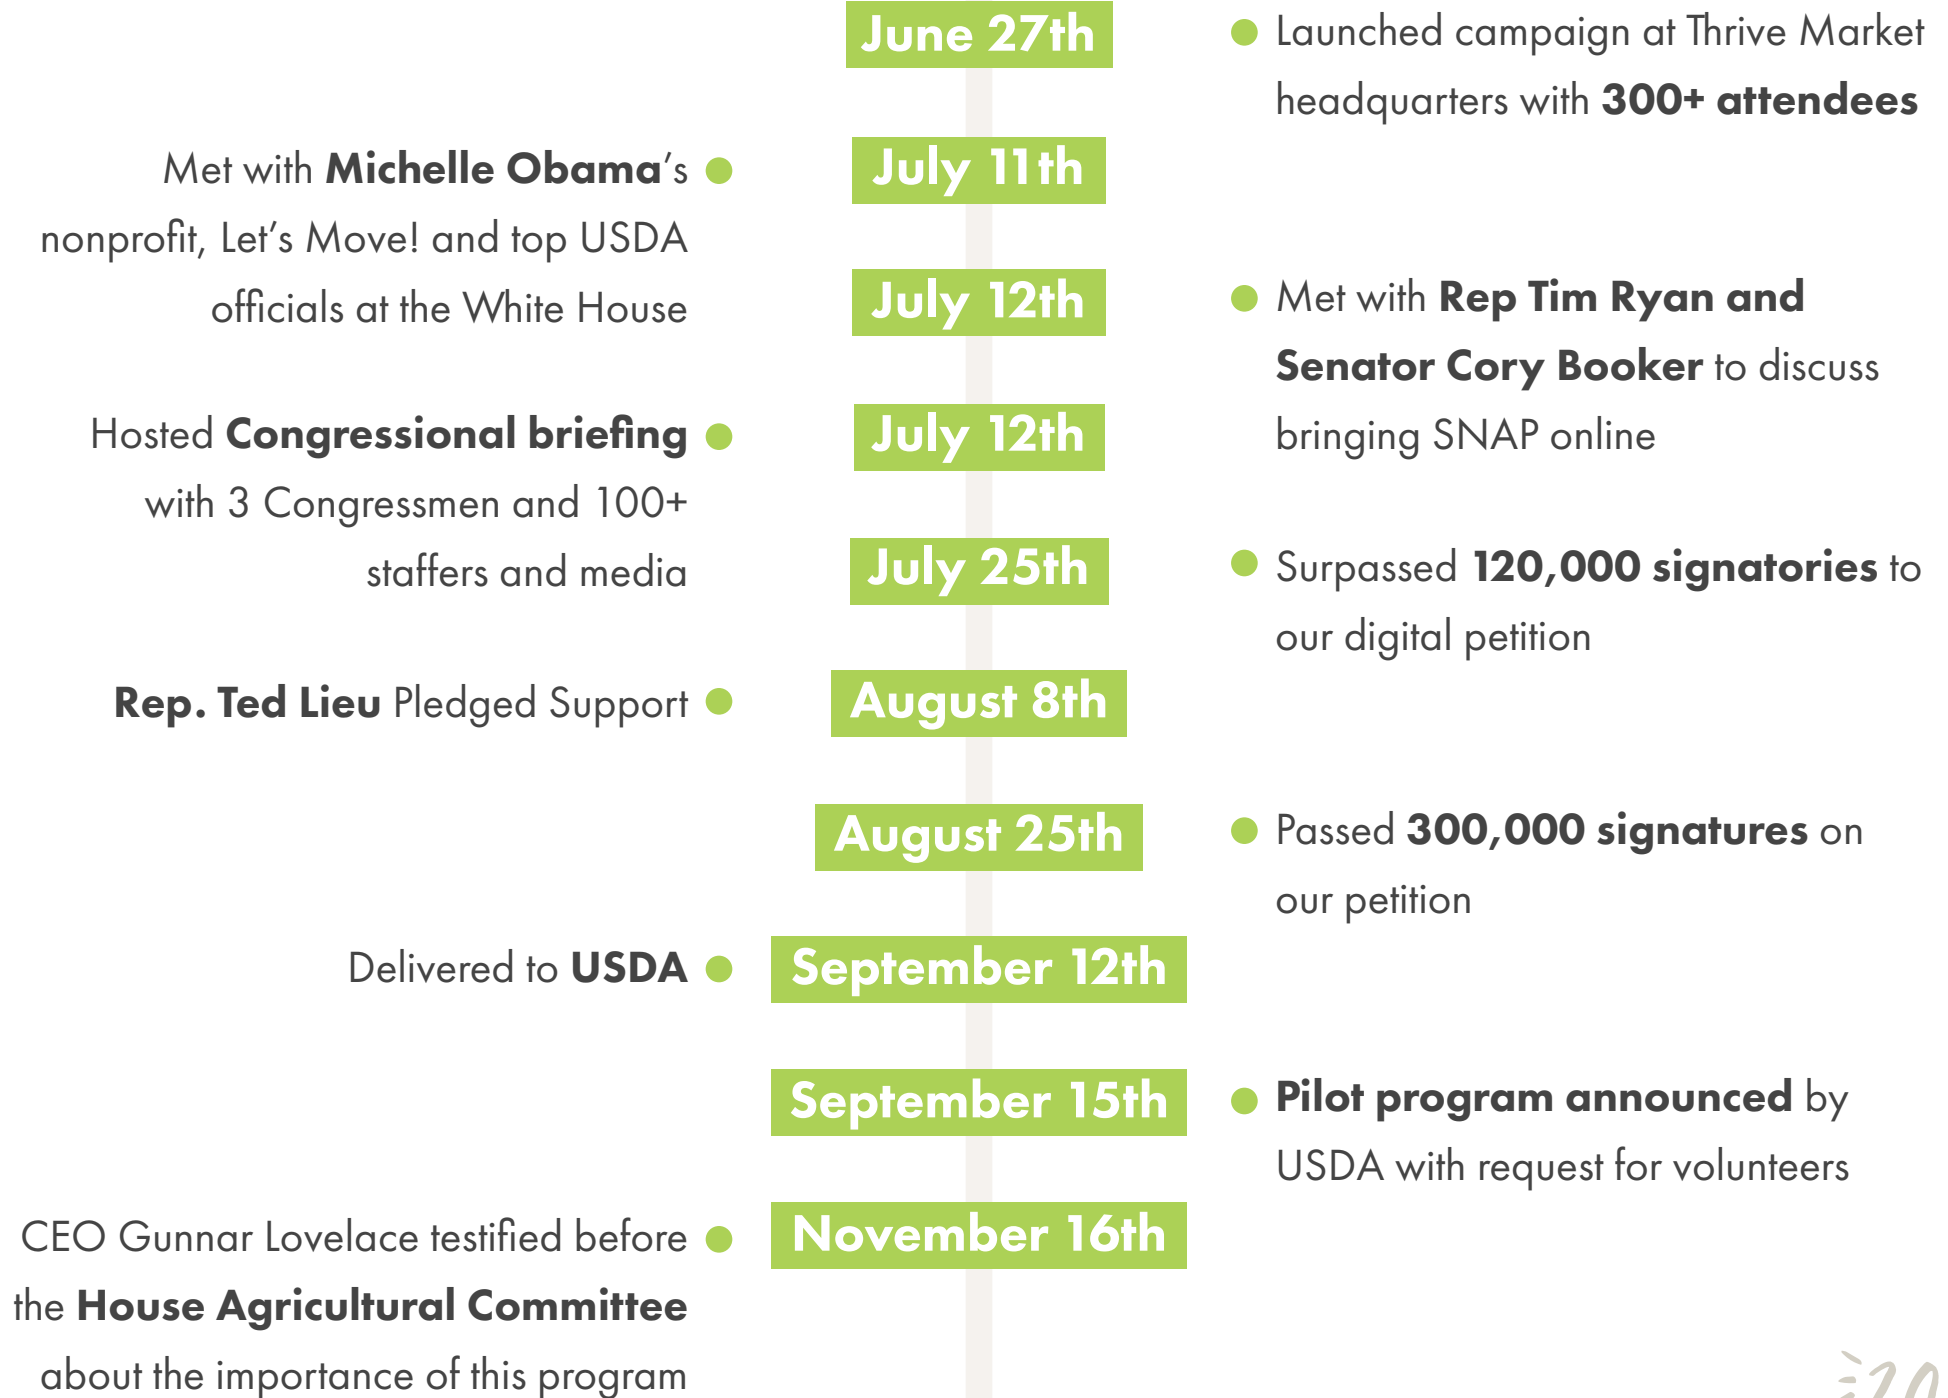 June 27th
Launched campaign at Thrive Market
headquarters with 300+ attendees
July 11th
Met with Michelle Obama's
nonprofit, Let's Move! and top USDA
officials at the White House
July 12th
Met with Rep Tim Ryan and
Senator Cory Booker to discuss
bringing SNAP online
July 12th
Hosted Congressional briefing
with 3 Congressmen and 100+
staffers and media
July 25th
Surpassed 120,000 signatories to
our digital petition
August 8th
Rep. Ted Lieu Pledged Support
August 25th
Passed 300,000 signatures on
our petition
September 12th
Delivered to USDA
September 15th
Pilot program announced by
USDA with request for volunteers
November 16th
CEO Gunnar Lovelace testified before
the House Agricultural Committee
about the importance of this program